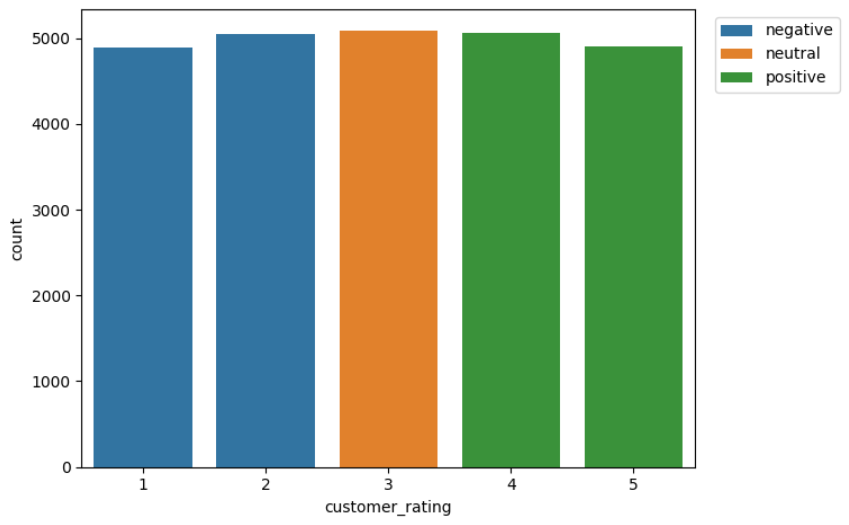 negative
neutral
positive
5000
4000
3000
2000
1000
0
count
1 2 3 4 5
customer_rating